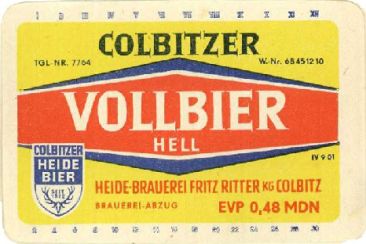 COLBITZER
TGL-NR. 7764
W.-Nr. 68451210
VOLLBIER
HELL
COLBITZER
HEIDE
BIER
IV 9 01
HEIDE-BRAUEREI FRITZ RITTER KG COLBITZ
BRAUEREI-ABZUG
EVP 0,48 MDN